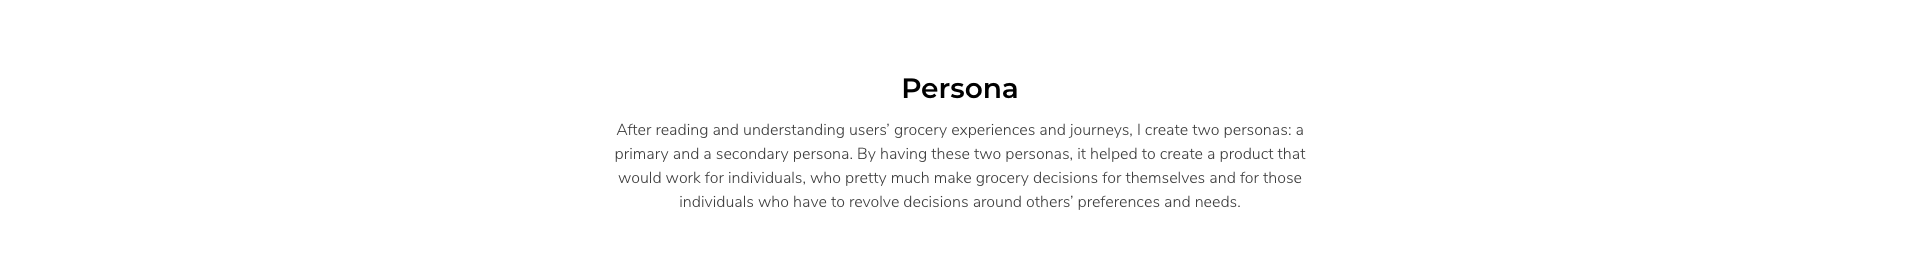 Persona
After reading and understanding users’ grocery experiences and journeys, I create two personas: a
primary and a secondary persona. By having these two personas, it helped to create a product that
would work for individuals, who pretty much make grocery decisions for themselves and for those
individuals who have to revolve decisions around others’ preferences and needs.